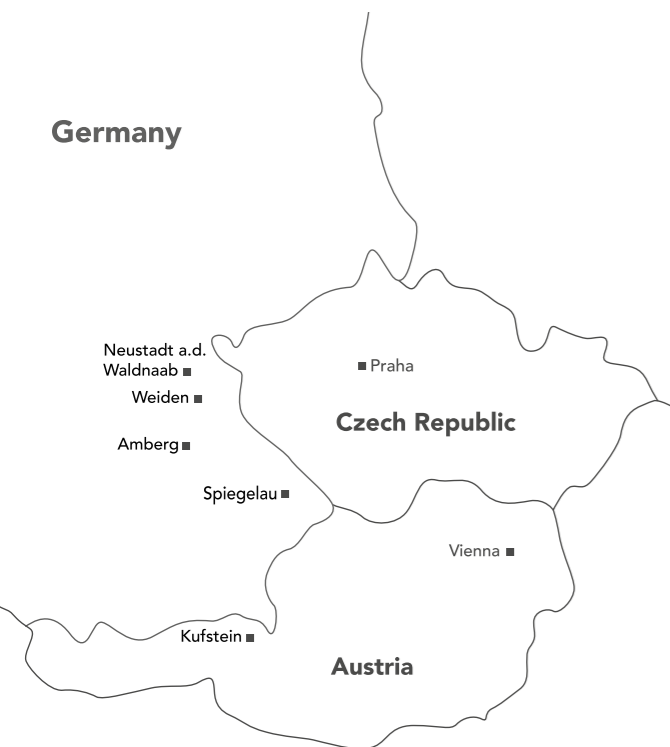 Germany
Neustadt a.d.
Waldnaab
Praha
Weiden
Czech Republic
Amberg
Spiegelau
Vienna
Kufstein
Austria